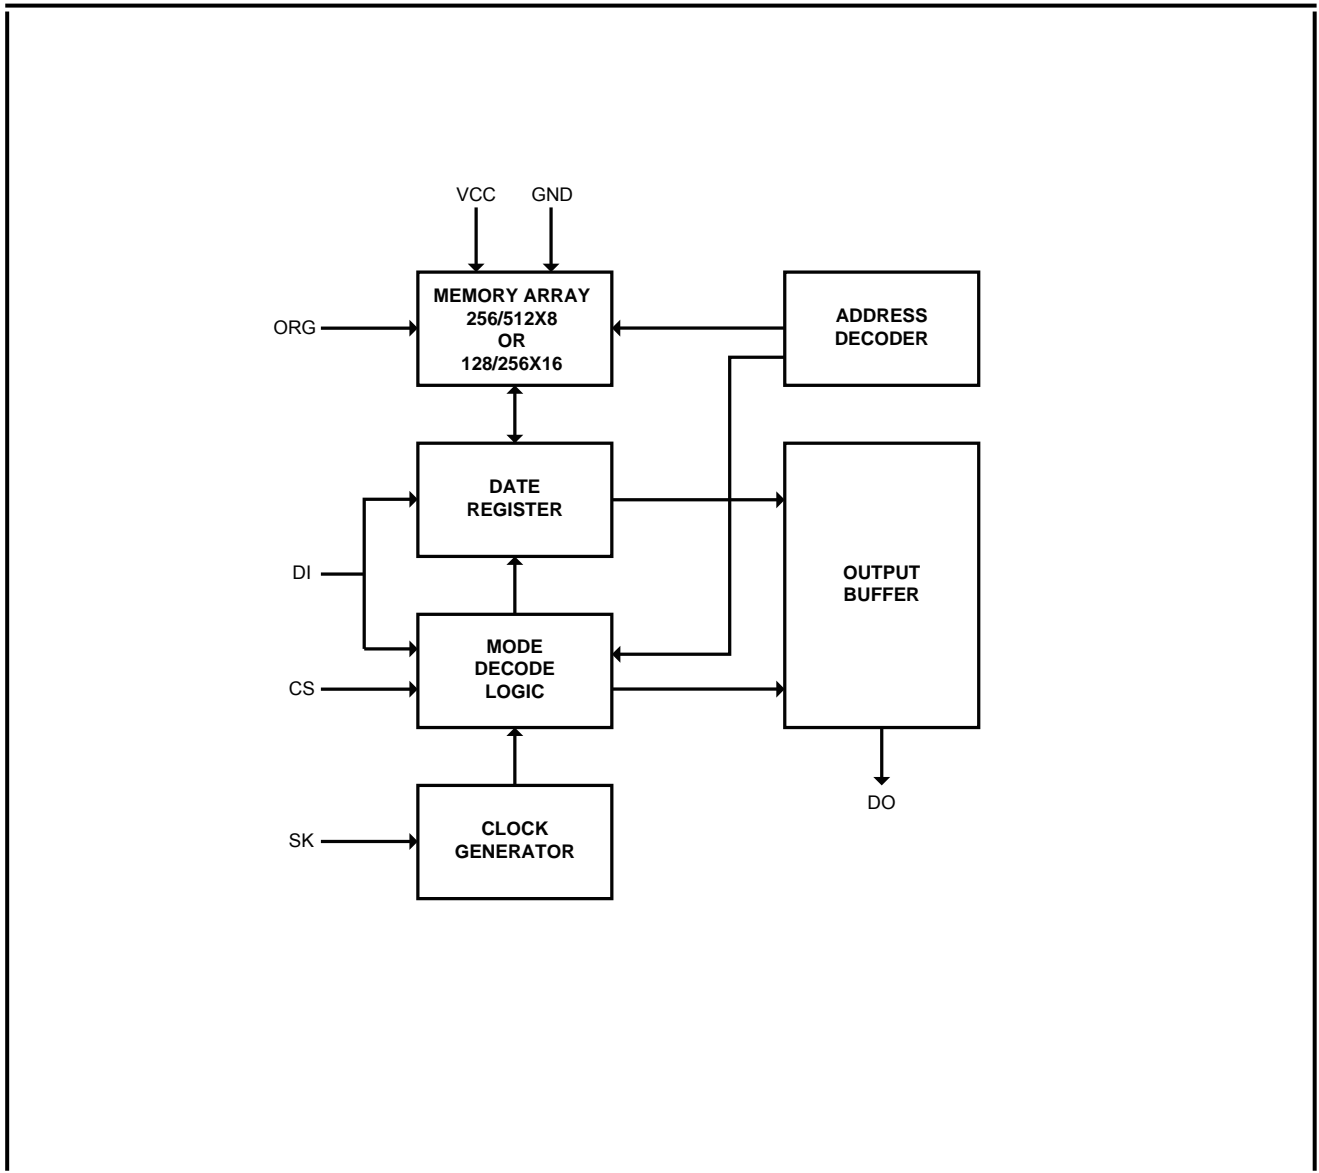 VCC GND
MEMORY ARRAY
256/512X8
OR
128/256X16
ORG
ADDRESS
DECODER
DATE
REGISTER
DI
OUTPUT
BUFFER
MODE
DECODE
LOGIC
CS
DO
CLOCK
GENERATOR
SK